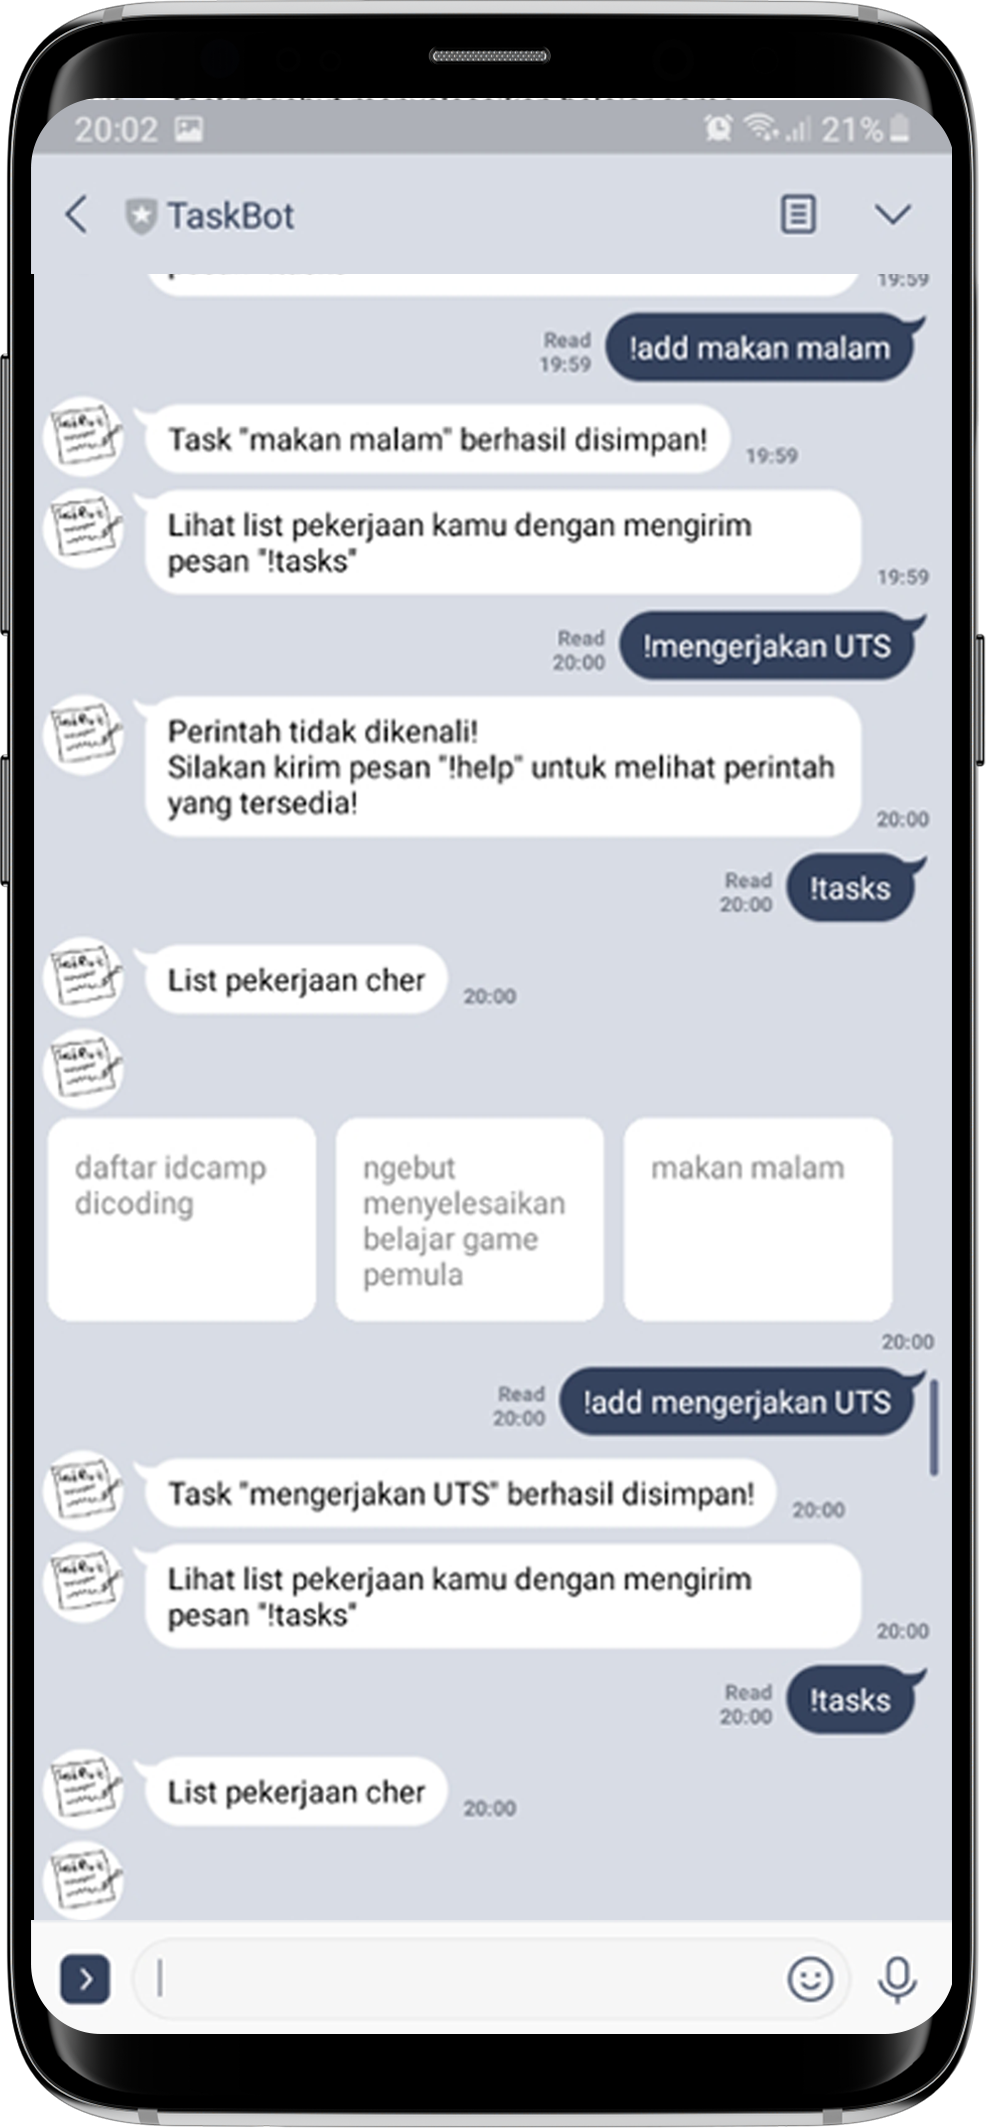 20:02 21%
TaskBot
19:59
!add makan malam
Read
19:59
Task "makan malam" berhasil disimpan!
19:59
Lihat list pekerjaan kamu dengan mengirim
pesan "!tasks"
19:59
!mengerjakan UTS
Read
20:00
Perintah tidak dikenali!
Silakan kirim pesan "!help" untuk melihat perintah
yang tersedia!
20:00
!tasks
Read
20:00
List pekerjaan cher
20:00
daftar idcamp
dicoding
ngebut
menyelesaikan
belajar game
pemula
makan malam
20:00
!add mengerjakan UTS
Read
20:00
Task "mengerjakan UTS" berhasil disimpan!
20:00
Lihat list pekerjaan kamu dengan mengirim
pesan "!tasks"
20:00
!tasks
Read
20:00
List pekerjaan cher
20:00